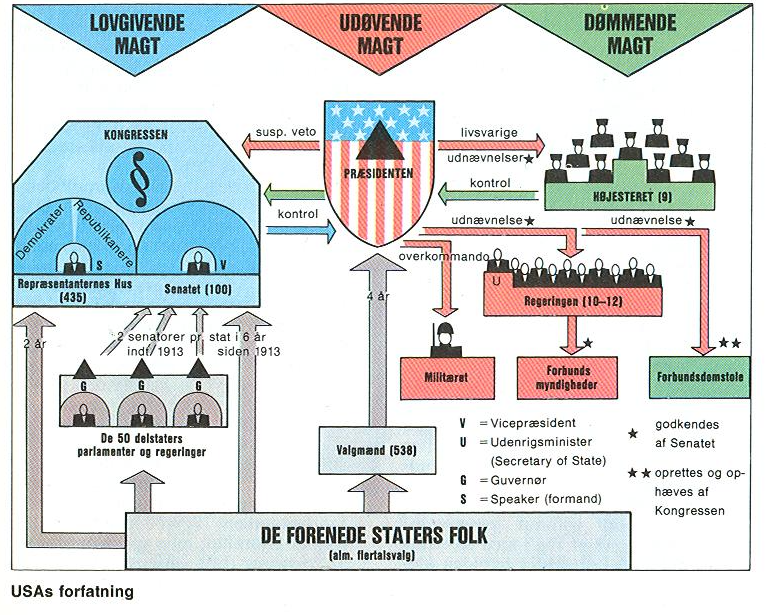 LOVGIVENDE
MAGT
UDØVENDE
MAGT
DØMMENDE
MAGT
KONGRESSEN
§
Demokrater
Republikanere
S
V
Repræsentanternes Hus
(435)
Senatet (100)
susp. veto
kontrol
PRÆSIDENTEN
livsvarige
udnævnelser★
kontrol
HØJESTERET (9)
udnævnelse★
udnævnelse★
overkommando
U
Regeringen (10–12)
4 år
2 år
2 senatorer pr. stat i 6 år
indtil 1913
siden 1913
G
G
G
De 50 delstaters
parlamenter og regeringer
Militæret
★
Forbunds
myndigheder
★★
Forbundsdomstole
Valgmænd (538)
V = Vicepræsident
U = Udenrigsminister
(Secretary of State)
G = Guvernør
S = Speaker (formand)
★ godkendes
af Senatet
★★ oprettes og op-
hæves af
Kongressen
DE FORENEDE STATERS FOLK
(alm. flertalsvalg)
USAs forfatning